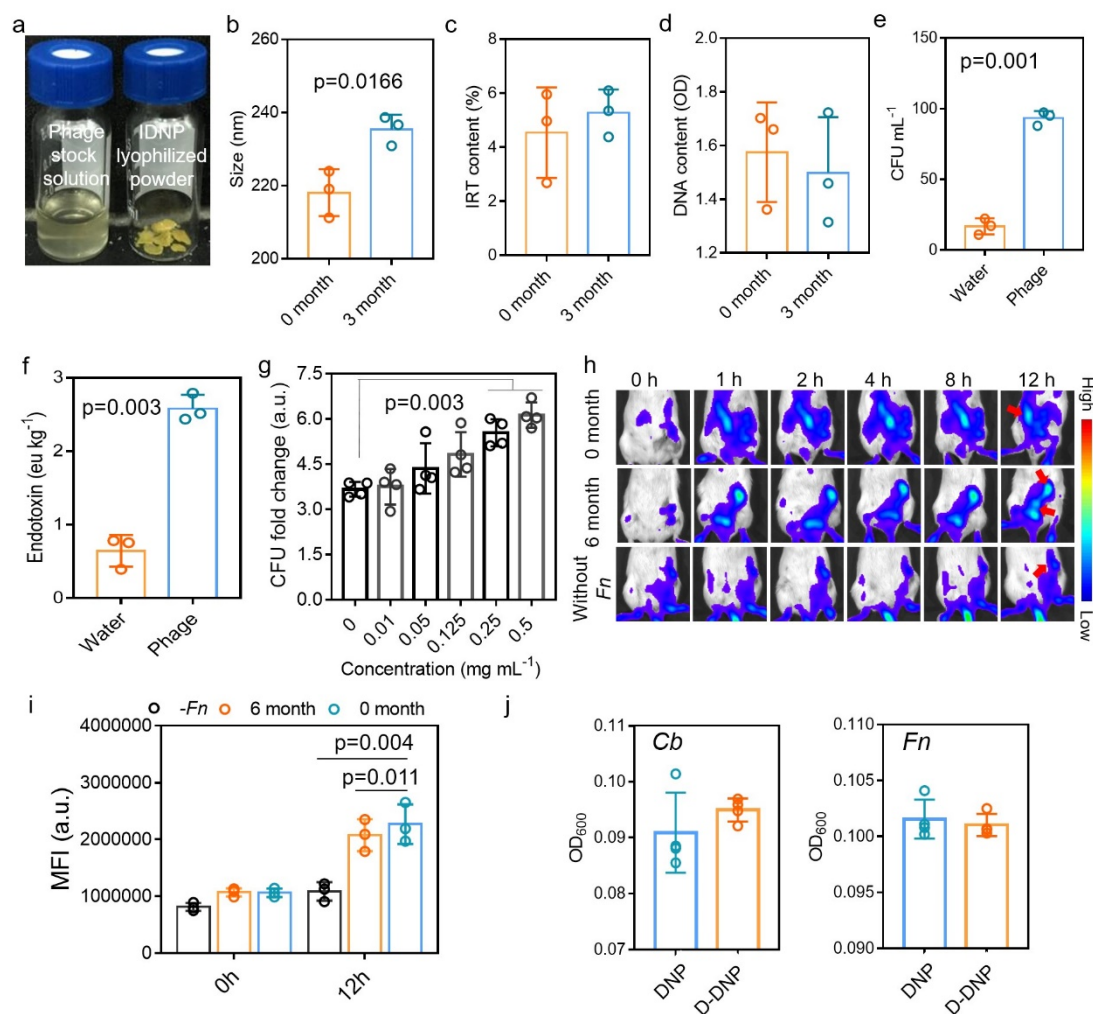 a
Phage
stock
solution
IDNP
lyophilized
powder
b
260
240
220
200
Size (nm)
p=0.0166
0 month
3 month
c
8
6
4
2
0
IRT content (%)
0 month
3 month
d
2.0
1.8
1.6
1.4
1.2
DNA content (OD)
0 month
3 month
e
150
100
50
0
CFU mL⁻¹
p=0.001
Water
Phage
f
3
2
1
0
Endotoxin (eu kg⁻¹)
p=0.003
Water
Phage
g
7.5
6.0
4.5
3.0
0.0
CFU fold change (a.u.)
p=0.003
0
0.01
0.05
0.125
0.25
0.5
Concentration (mg mL⁻¹)
h
0 h
1 h
2 h
4 h
8 h
12 h
0 month
6 month
Without
Fn
High
Low
i
-Fn
6 month
0 month
4000000
3000000
2000000
1000000
0
MFI (a.u.)
p=0.004
p=0.011
0h
12h
j
Cb
0.10
0.09
0.08
0.07
OD₆₀₀
DNP
D-DNP
Fn
0.110
0.105
0.100
0.095
0.090
OD₆₀₀
DNP
D-DNP